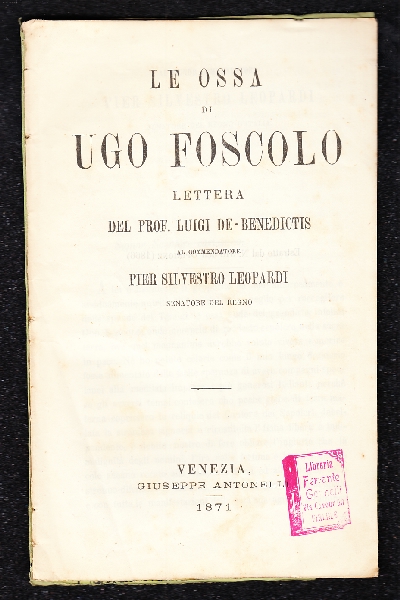 LE OSSA
DI
UGO FOSCOLO
LETTERA
DEL PROF. LUIGI DE-BENEDICTIS
AL COMMENDATORE
PIER SILVESTRO LEOPARDI
SENATORE DEL REGNO
VENEZIA,
GIUSEPPE ANTONELLI
1871
Libreria